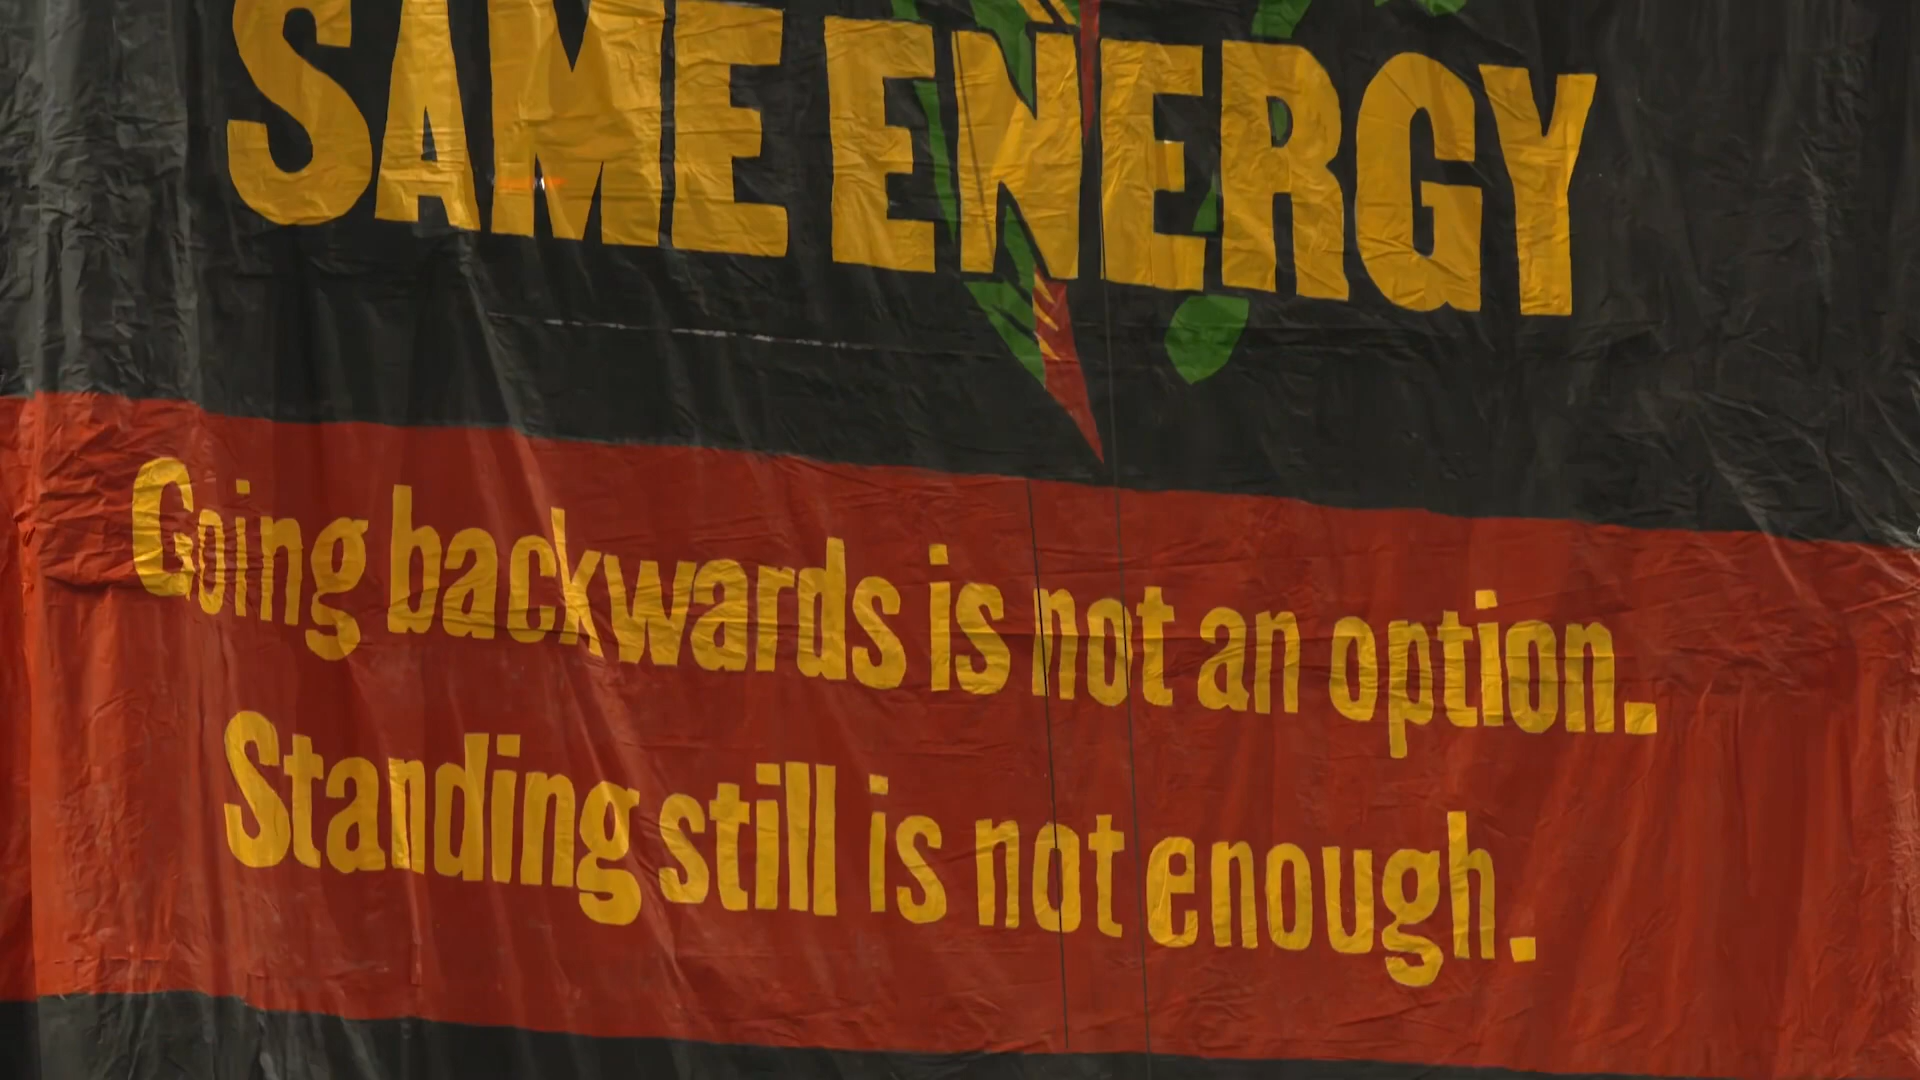 SAME ENERGY
Going backwards is not an option.
Standing still is not enough.